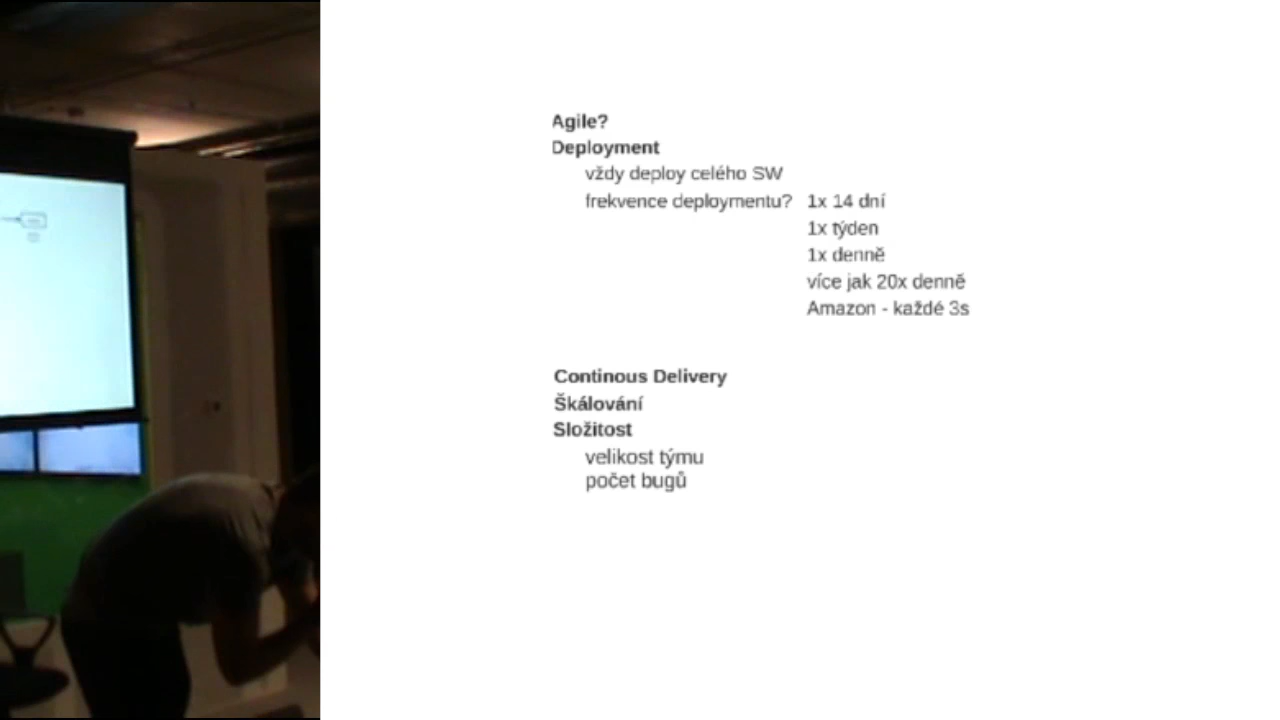 Agile?
Deployment
vždy deploy celého SW
frekvence deploymentu? 1x 14 dní
1x týden
1x denně
více jak 20x denně
Amazon - každé 3s
Continous Delivery
Škálování
Složitost
velikost týmu
počet bugů